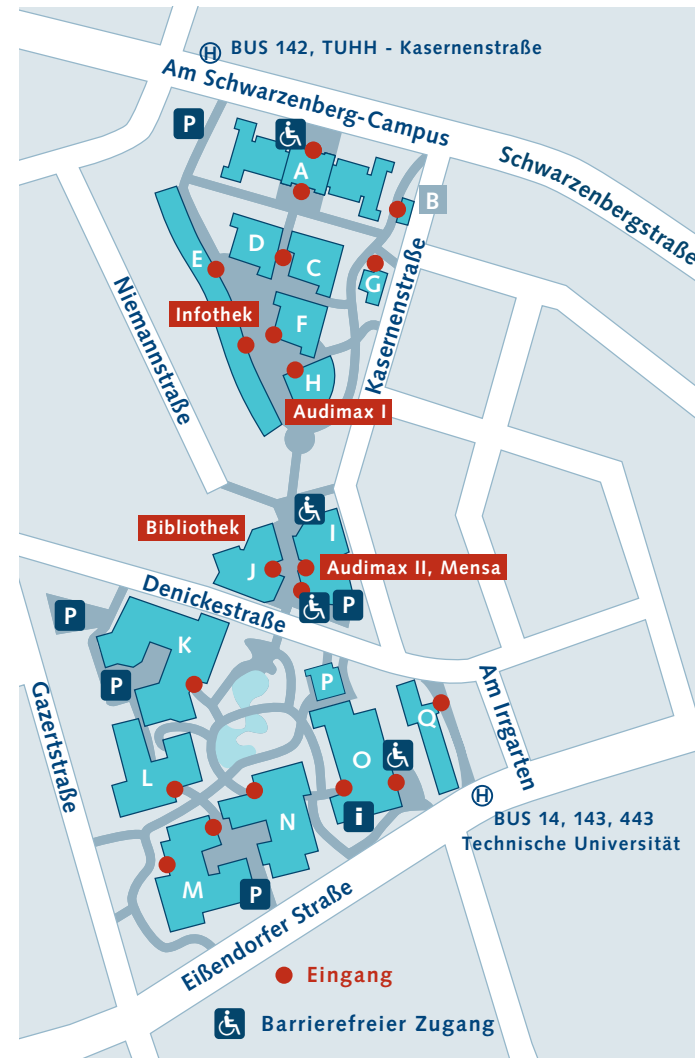 H BUS 142, TUHH - Kasernenstraße
Am Schwarzenberg-Campus
Schwarzenbergstraße
P
A
B
D
C
E
G
Infothek
F
Niemannstraße
Kasernenstraße
H
Audimax I
Bibliothek
I
J
Audimax II, Mensa
Denickestraße
P
P
K
P
P
Am Irrgarten
Gazertstraße
Q
L
O
H
i
BUS 14, 143, 443
Technische Universität
N
M
P
Eißendorfer Straße
Eingang
Barrierefreier Zugang